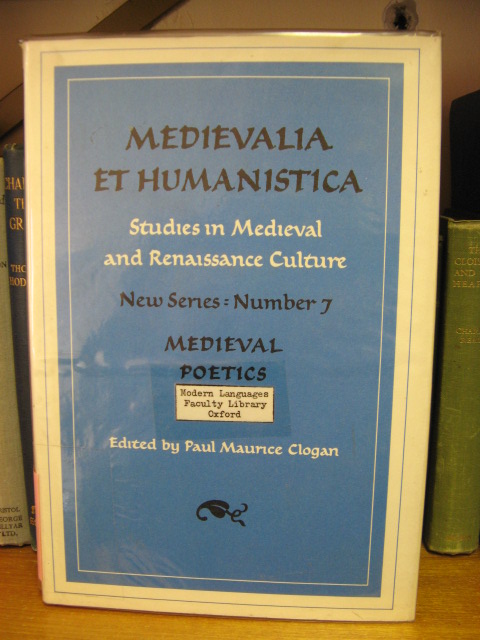 MEDIEVALIA
ET HUMANISTICA
Studies in Medieval
and Renaissance Culture
New Series: Number 7
MEDIEVAL
POETICS
Modern Languages
Faculty Library
Oxford
Edited by Paul Maurice Clogan